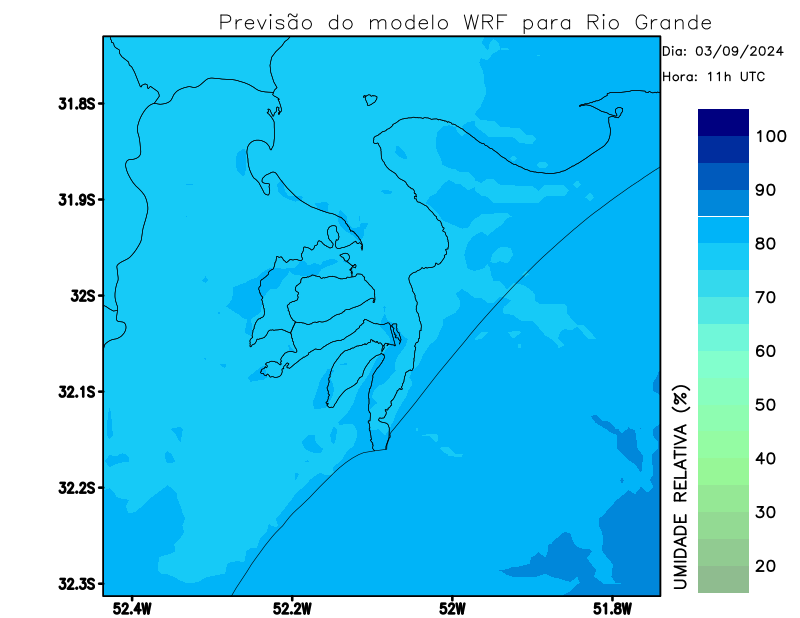 Previsão do modelo WRF para Rio Grande
Dia: 03/09/2024
Hora: 11h UTC
31.8S
31.9S
32S
32.1S
32.2S
32.3S
52.4W
52.2W
52W
51.8W
100
90
80
70
60
50
40
30
20
UMIDADE RELATIVA (%)